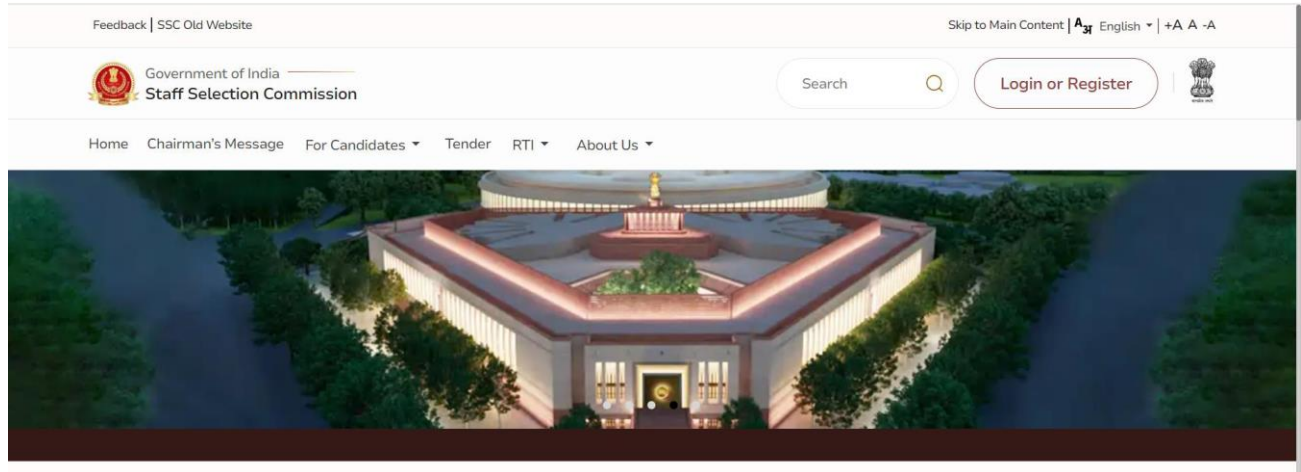 Feedback | SSC Old Website
Skip to Main Content | Aअ English | +A A -A
Government of India
Staff Selection Commission
Search
Login or Register
Home Chairman's Message For Candidates Tender RTI About Us